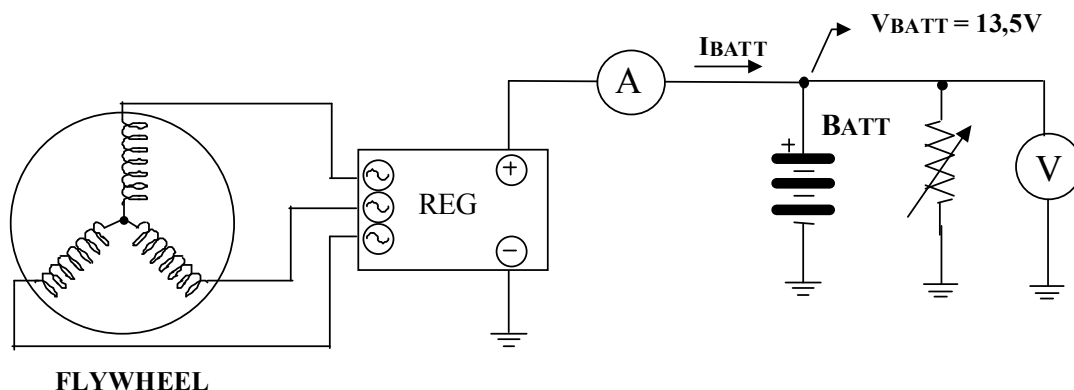 VBATT = 13,5V
IBATT
A
BATT
+
V
+
REG
−
FLYWHEEL